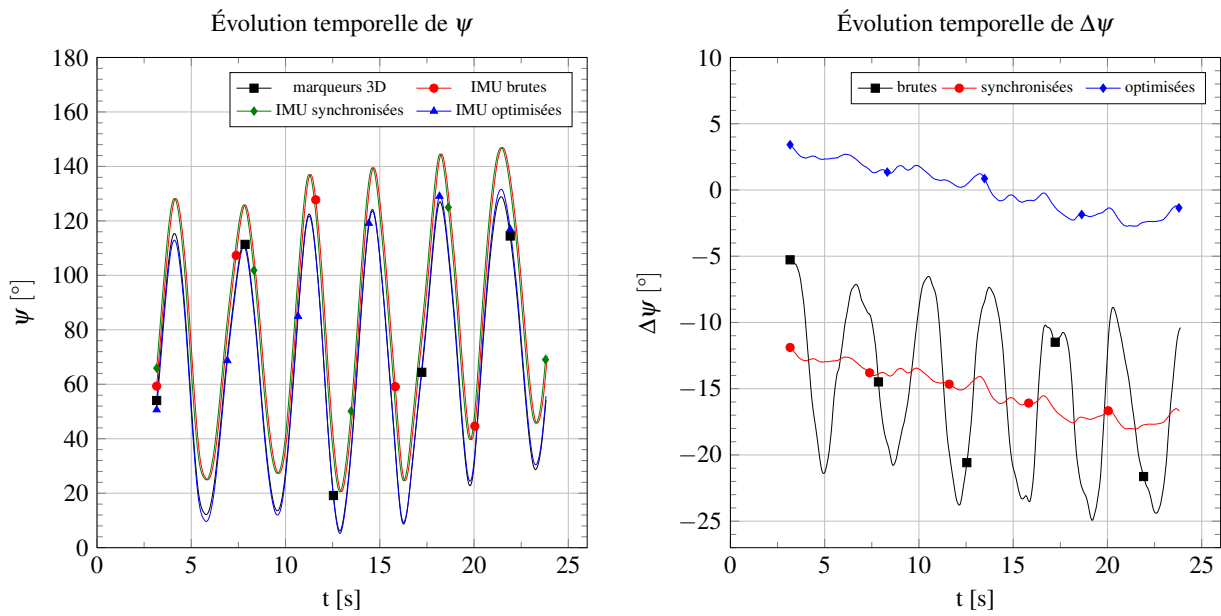 Évolution temporelle de ψ
180
160
140
120
100
80
60
40
20
0
ψ [°]
marqueurs 3D
IMU brutes
IMU synchronisées
IMU optimisées
0
5
10
15
20
25
t [s]
Évolution temporelle de Δψ
10
5
0
−5
−10
−15
−20
−25
Δψ [°]
brutes
synchronisées
optimisées
5
10
15
20
25
t [s]